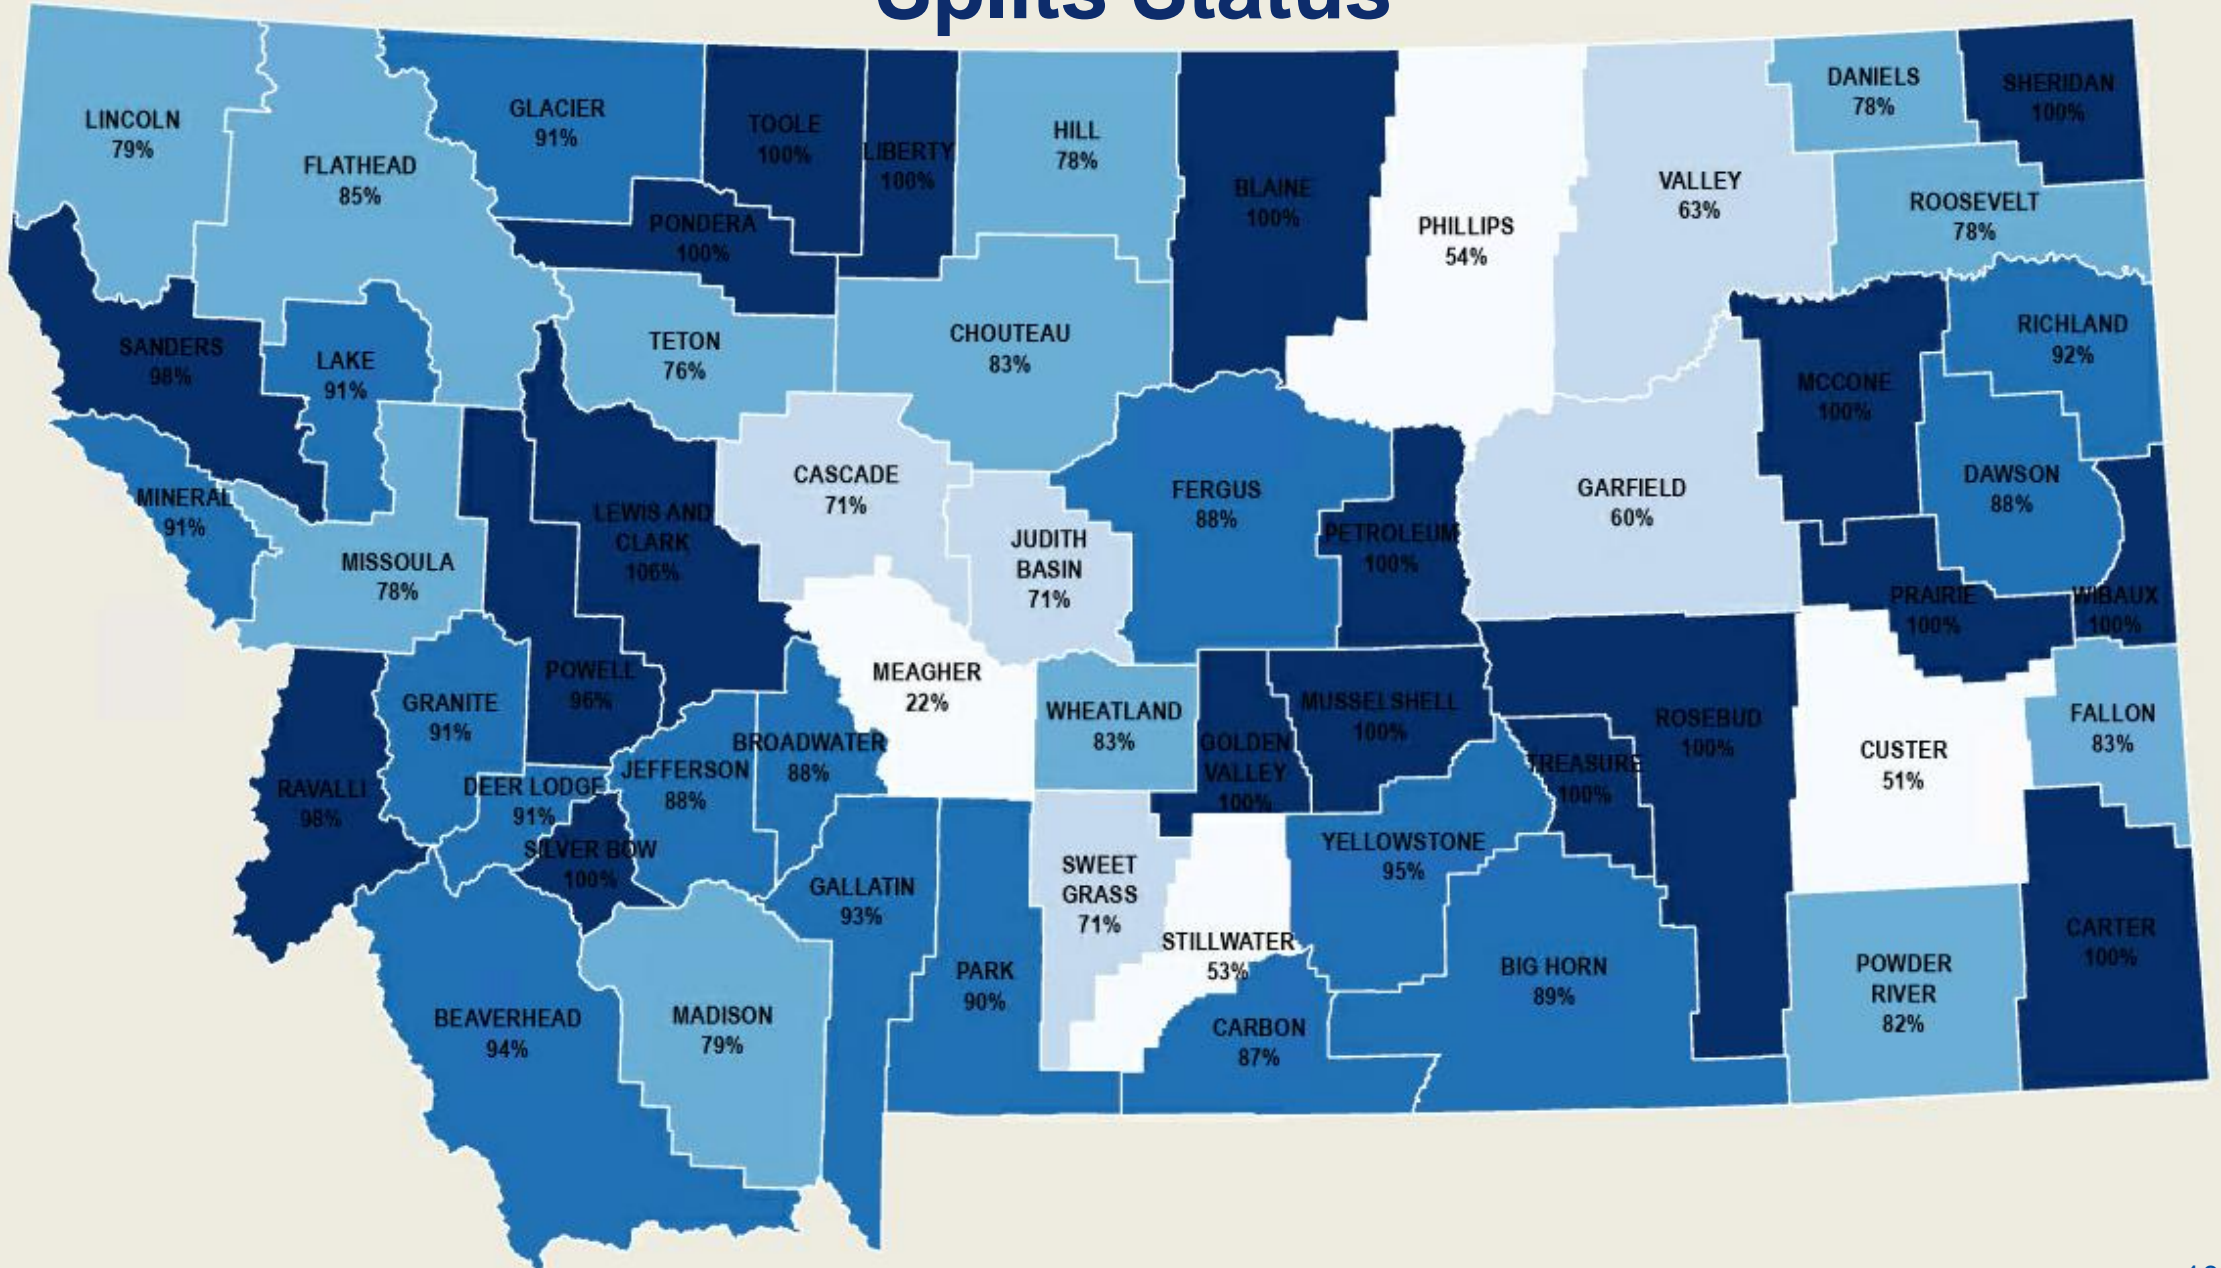 Splits Status
LINCOLN
79%
FLATHEAD
85%
GLACIER
91%
TOOLE
100%
LIBERTY
100%
HILL
78%
BLAINE
100%
PHILLIPS
54%
VALLEY
63%
DANIELS
78%
SHERIDAN
100%
ROOSEVELT
78%
PONDERA
100%
SANDERS
98%
LAKE
91%
TETON
76%
CHOUTEAU
83%
MCCONE
100%
RICHLAND
92%
MINERAL
91%
MISSOULA
78%
LEWIS AND
CLARK
106%
CASCADE
71%
JUDITH
BASIN
71%
FERGUS
88%
PETROLEUM
100%
GARFIELD
60%
DAWSON
88%
PRAIRIE
100%
WIBAUX
100%
RAVALLI
98%
GRANITE
91%
POWELL
96%
DEER LODGE
91%
SILVER BOW
100%
JEFFERSON
88%
BROADWATER
88%
MEAGHER
22%
WHEATLAND
83%
GOLDEN
VALLEY
100%
MUSSELSHELL
100%
TREASURE
100%
ROSEBUD
100%
CUSTER
51%
FALLON
83%
BEAVERHEAD
94%
MADISON
79%
GALLATIN
93%
PARK
90%
SWEET
GRASS
71%
STILLWATER
53%
YELLOWSTONE
95%
CARBON
87%
BIG HORN
89%
POWDER
RIVER
82%
CARTER
100%